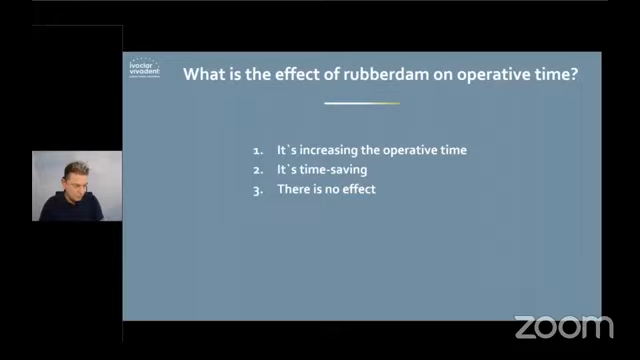 ivoclar
vivadent
What is the effect of rubberdam on operative time?
1. It`s increasing the operative time
2. It`s time-saving
3. There is no effect
zoom